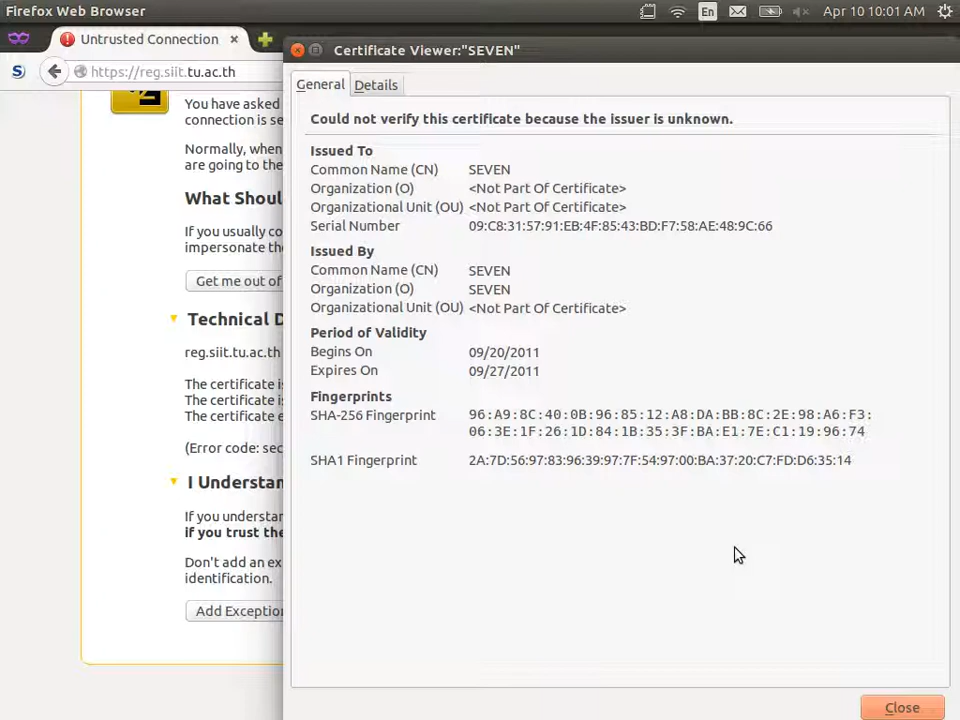 Firefox Web Browser
En
Apr 10 10:01 AM
Untrusted Connection
https://reg.siit.tu.ac.th
You have asked
connection is se
Normally, when
are going to the
What Shoul
If you usually co
impersonate the
Get me out of
Technical D
reg.siit.tu.ac.th
The certificate is
The certificate
The certificate e
(Error code: sec
I Understan
If you understan
if you trust the
Don't add an ex
identification.
Add Exceptio
Certificate Viewer:"SEVEN"
General Details
Could not verify this certificate because the issuer is unknown.
Issued To
Common Name (CN) SEVEN
Organization (O) <Not Part Of Certificate>
Organizational Unit (OU) <Not Part Of Certificate>
Serial Number 09:C8:31:57:91:EB:4F:85:43:BD:F7:58:AE:48:9C:66
Issued By
Common Name (CN) SEVEN
Organization (O) SEVEN
Organizational Unit (OU) <Not Part Of Certificate>
Period of Validity
Begins On 09/20/2011
Expires On 09/27/2011
Fingerprints
SHA-256 Fingerprint 96:A9:8C:40:0B:96:85:12:A8:DA:BB:8C:2E:98:A6:F3:
06:3E:1F:26:1D:84:1B:35:3F:BA:E1:7E:C1:19:96:74
SHA1 Fingerprint 2A:7D:56:97:83:96:39:97:7F:54:97:00:BA:37:20:C7:FD:D6:35:14
Close